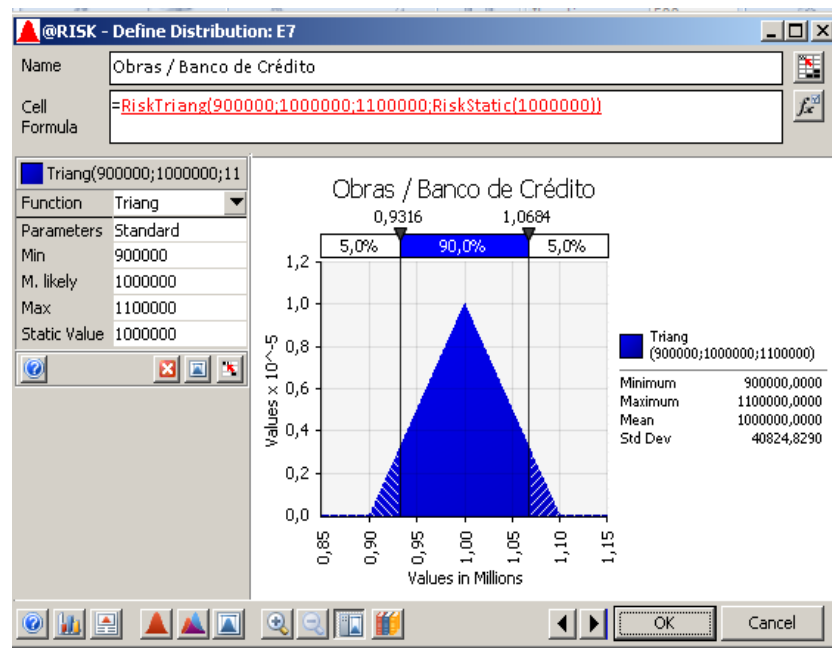 @RISK - Define Distribution: E7
Name
Obras / Banco de Crédito
Cell Formula
=RiskTriang(900000;1000000;1100000;RiskStatic(1000000))
Triang(900000;1000000;11
Function Triang
Parameters Standard
Min 900000
M. likely 1000000
Max 1100000
Static Value 1000000
Obras / Banco de Crédito
0,9316 1,0684
5,0% 90,0% 5,0%
1,2
1,0
0,8
0,6
0,4
0,2
0,0
Values x 10^-5
0,85 0,90 0,95 1,00 1,05 1,10 1,15
Values in Millions
Triang
(900000;1000000;1100000)
Minimum 900000,0000
Maximum 1100000,0000
Mean 1000000,0000
Std Dev 40824,8290
OK Cancel